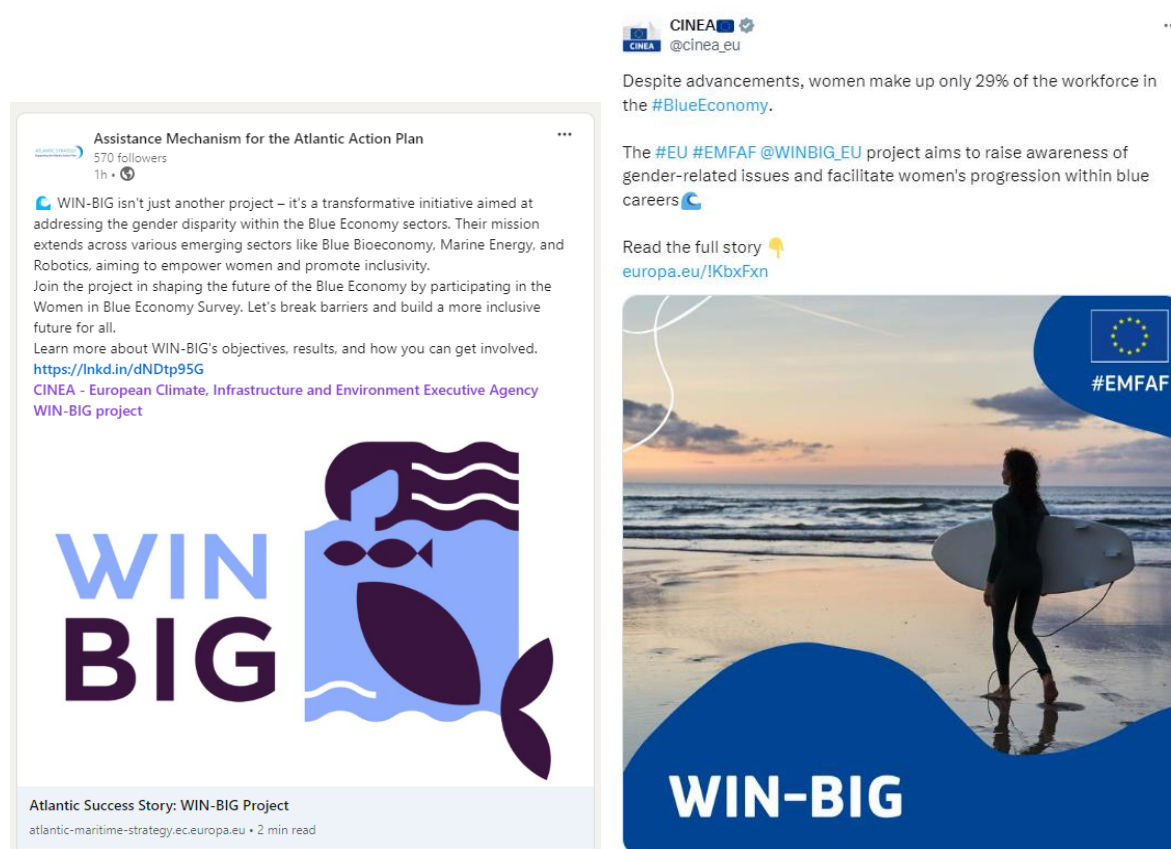 Assistance Mechanism for the Atlantic Action Plan
570 followers
1h •
WIN-BIG isn't just another project – it's a transformative initiative aimed at
addressing the gender disparity within the Blue Economy sectors. Their mission
extends across various emerging sectors like Blue Bioeconomy, Marine Energy, and
Robotics, aiming to empower women and promote inclusivity.
Join the project in shaping the future of the Blue Economy by participating in the
Women in Blue Economy Survey. Let's break barriers and build a more inclusive
future for all.
Learn more about WIN-BIG's objectives, results, and how you can get involved.
https://lnkd.in/dNDtp95G
CINEA - European Climate, Infrastructure and Environment Executive Agency
WIN-BIG project
WIN
BIG
Atlantic Success Story: WIN-BIG Project
atlantic-maritime-strategy.ec.europa.eu • 2 min read
CINEA
CINEA
@cinea_eu
Despite advancements, women make up only 29% of the workforce in
the #BlueEconomy.
The #EU #EMFAF @WINBIG_EU project aims to raise awareness of
gender-related issues and facilitate women's progression within blue
careers
Read the full story
europa.eu/!KbxFxn
#EMFAF
WIN-BIG